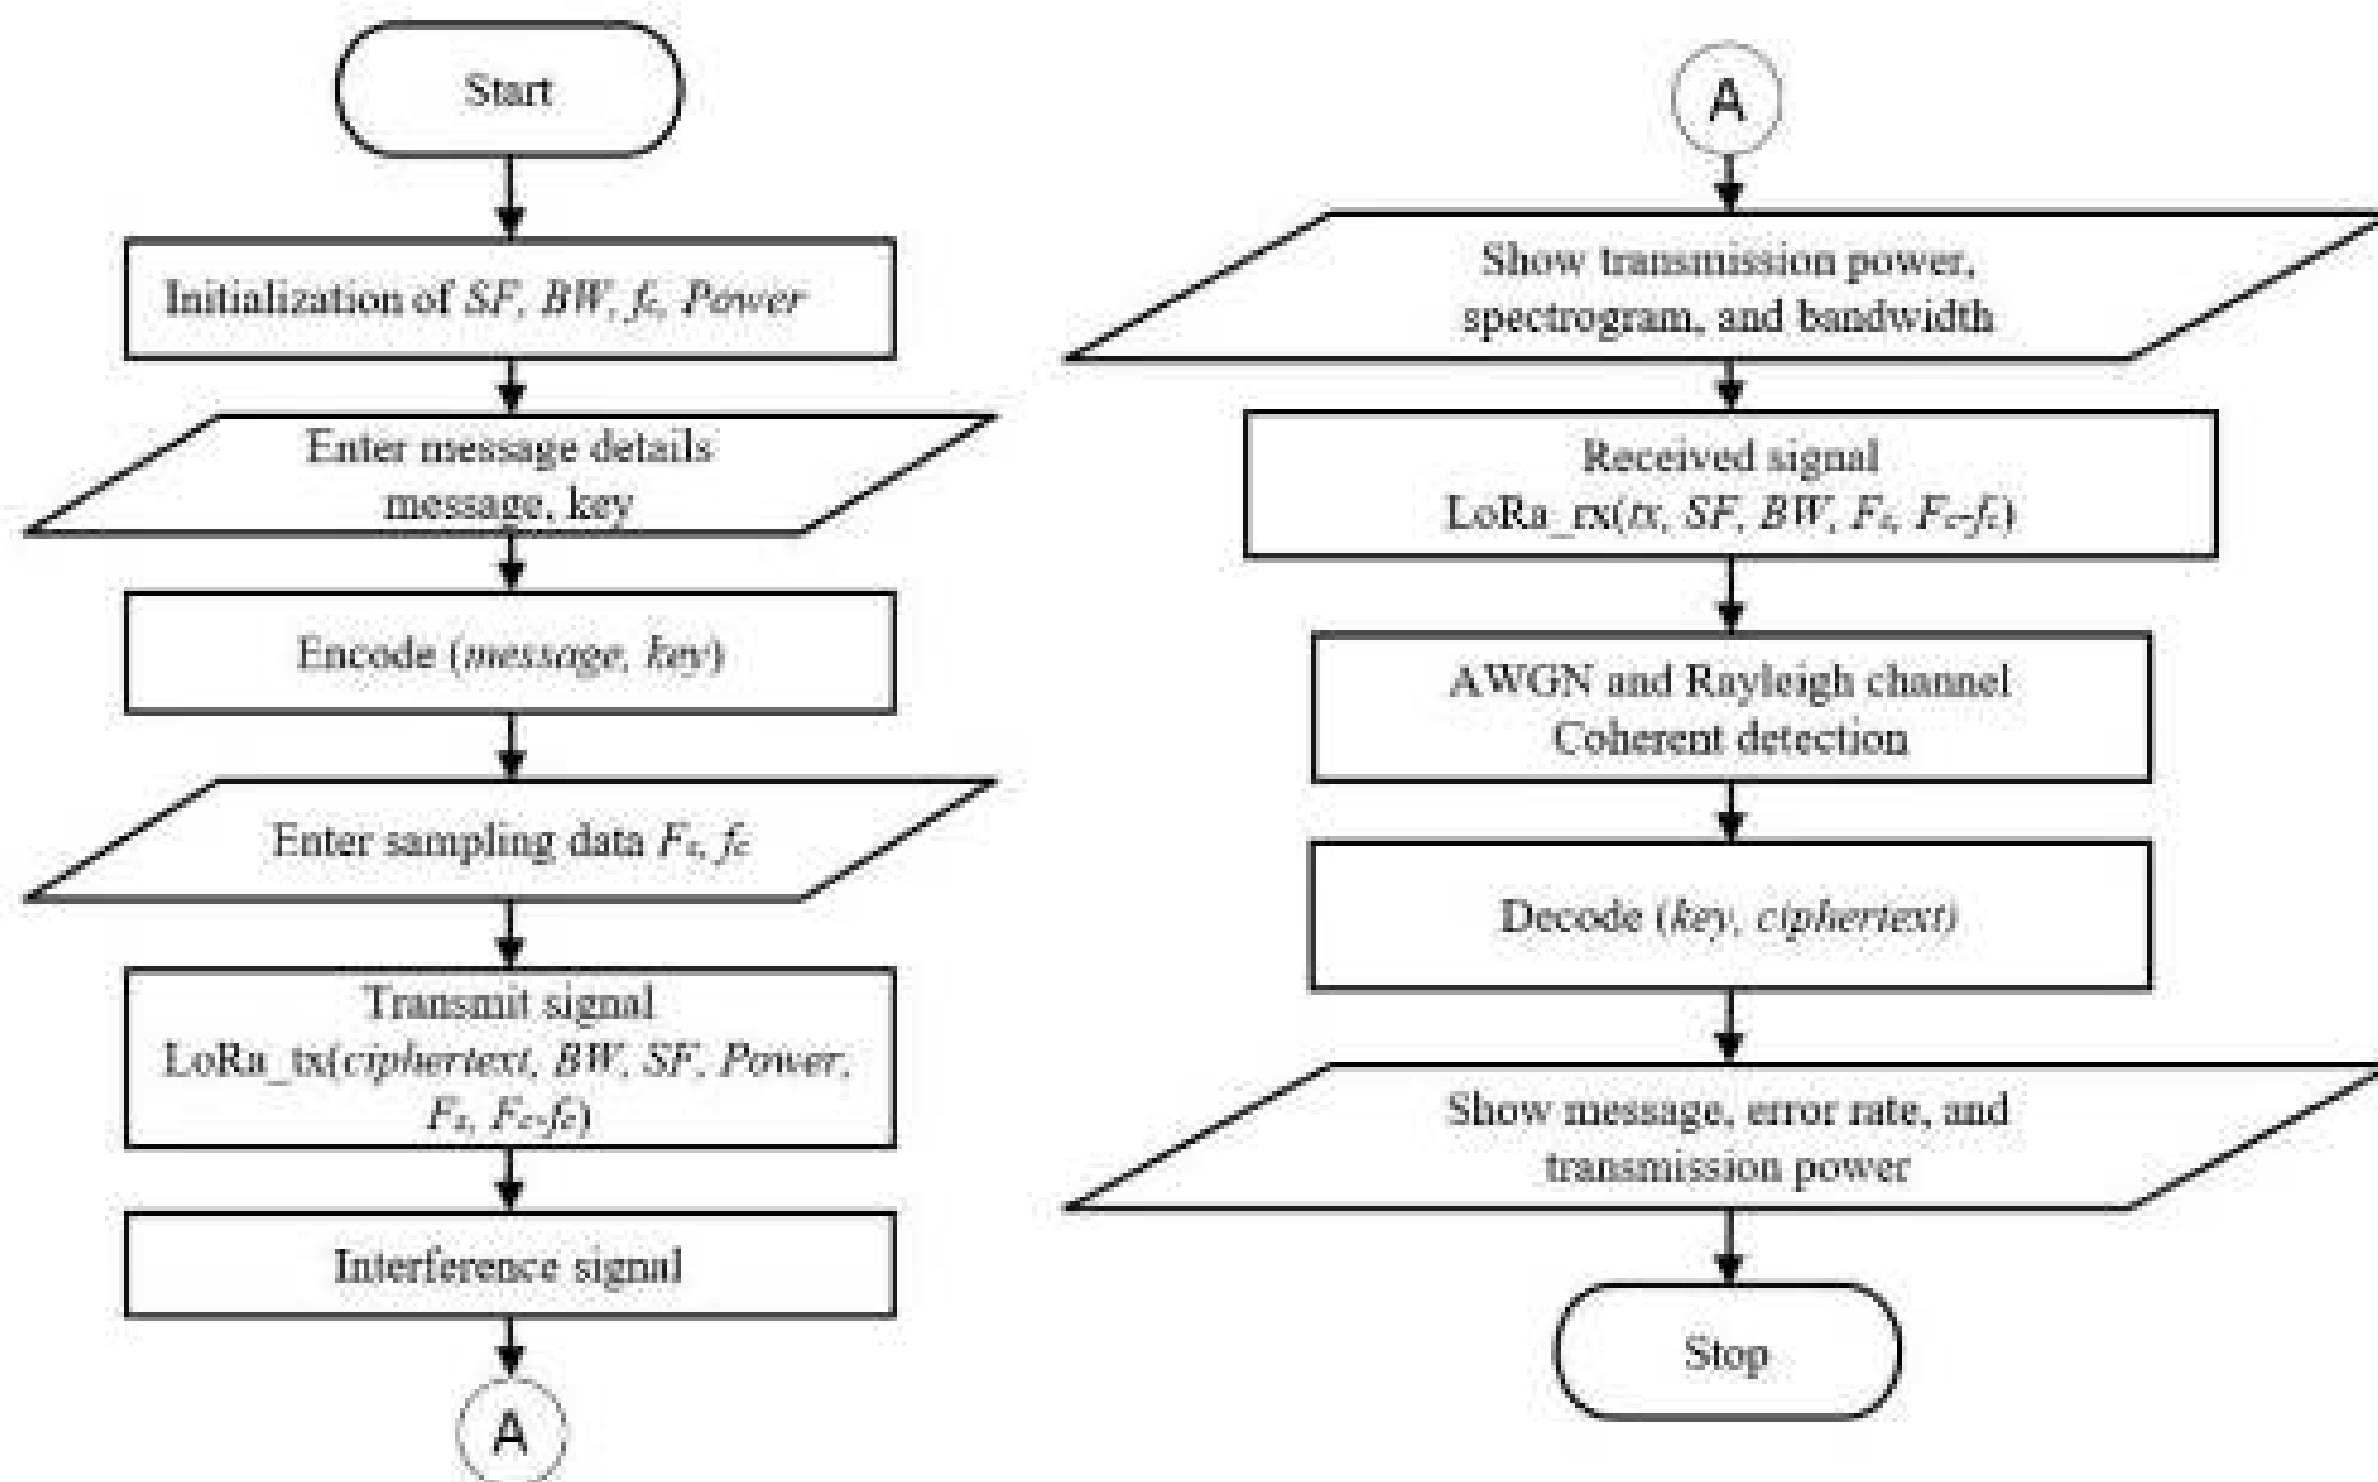 Start
Initialization of SF, BW, fc, Power
Enter message details
message, key
Encode (message, key)
Enter sampling data Fs, fc
Transmit signal
LoRa_tx(ciphertext, BW, SF, Power,
Fs, Fc-fc)
Interference signal
A
A
Show transmission power,
spectrogram, and bandwidth
Received signal
LoRa_rx(tx, SF, BW, Fs, Fc-fc)
AWGN and Rayleigh channel
Coherent detection
Decode (key, ciphertext)
Show message, error rate, and
transmission power
Stop